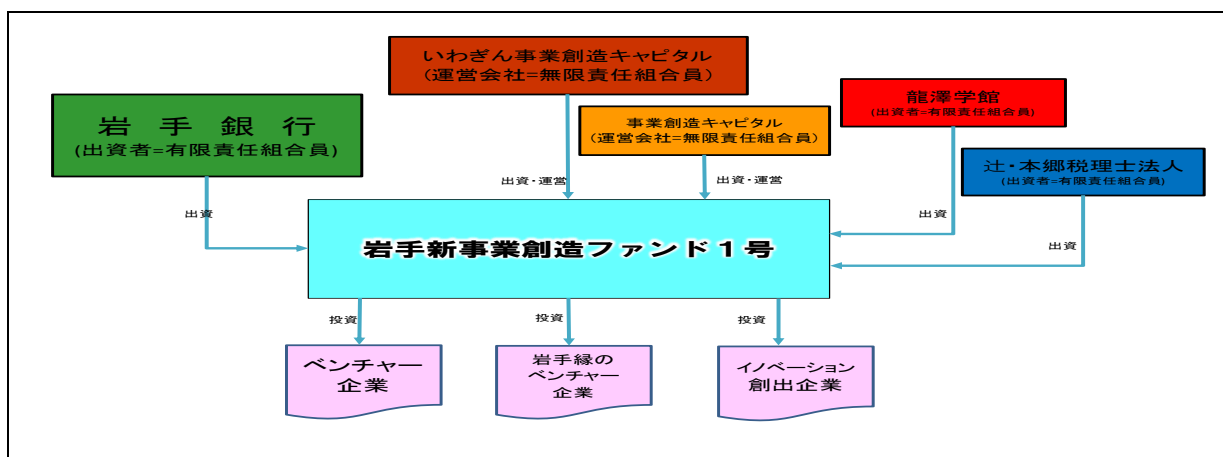 いわぎん事業創造キャピタル
（運営会社=無限責任組合員）
岩手銀行
(出資者=有限責任組合員)
事業創造キャピタル
（運営会社=無限責任組合員）
龍澤学館
(出資者=有限責任組合員)
辻・本郷税理士法人
(出資者=有限責任組合員)
出資・運営
出資・運営
出資
出資
出資
岩手新事業創造ファンド１号
投資
投資
投資
ベンチャー
企業
岩手縁の
ベンチャー
企業
イノベーション
創出企業